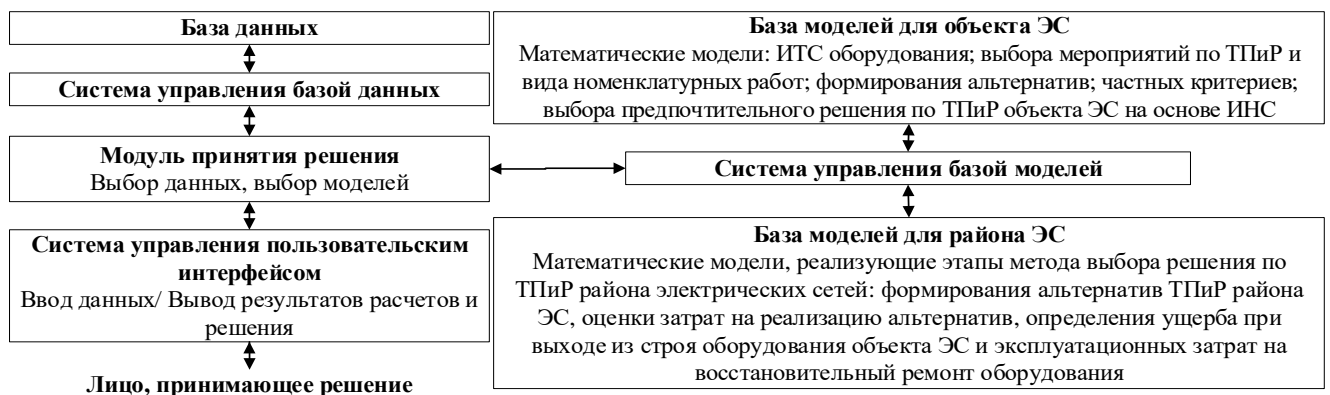 База данных
Система управления базой данных
Модуль принятия решения
Выбор данных, выбор моделей
Система управления пользовательским
интерфейсом
Ввод данных/ Вывод результатов расчетов и
решения
Лицо, принимающее решение
База моделей для объекта ЭС
Математические модели: ИТС оборудования; выбора мероприятий по ТПиР и
вида номенклатурных работ; формирования альтернатив; частных критериев;
выбора предпочтительного решения по ТПиР объекта ЭС на основе ИНС
Система управления базой моделей
База моделей для района ЭС
Математические модели, реализующие этапы метода выбора решения по
ТПиР района электрических сетей: формирования альтернатив ТПиР района
ЭС, оценки затрат на реализацию альтернатив, определения ущерба при
выходе из строя оборудования объекта ЭС и эксплуатационных затрат на
восстановительный ремонт оборудования